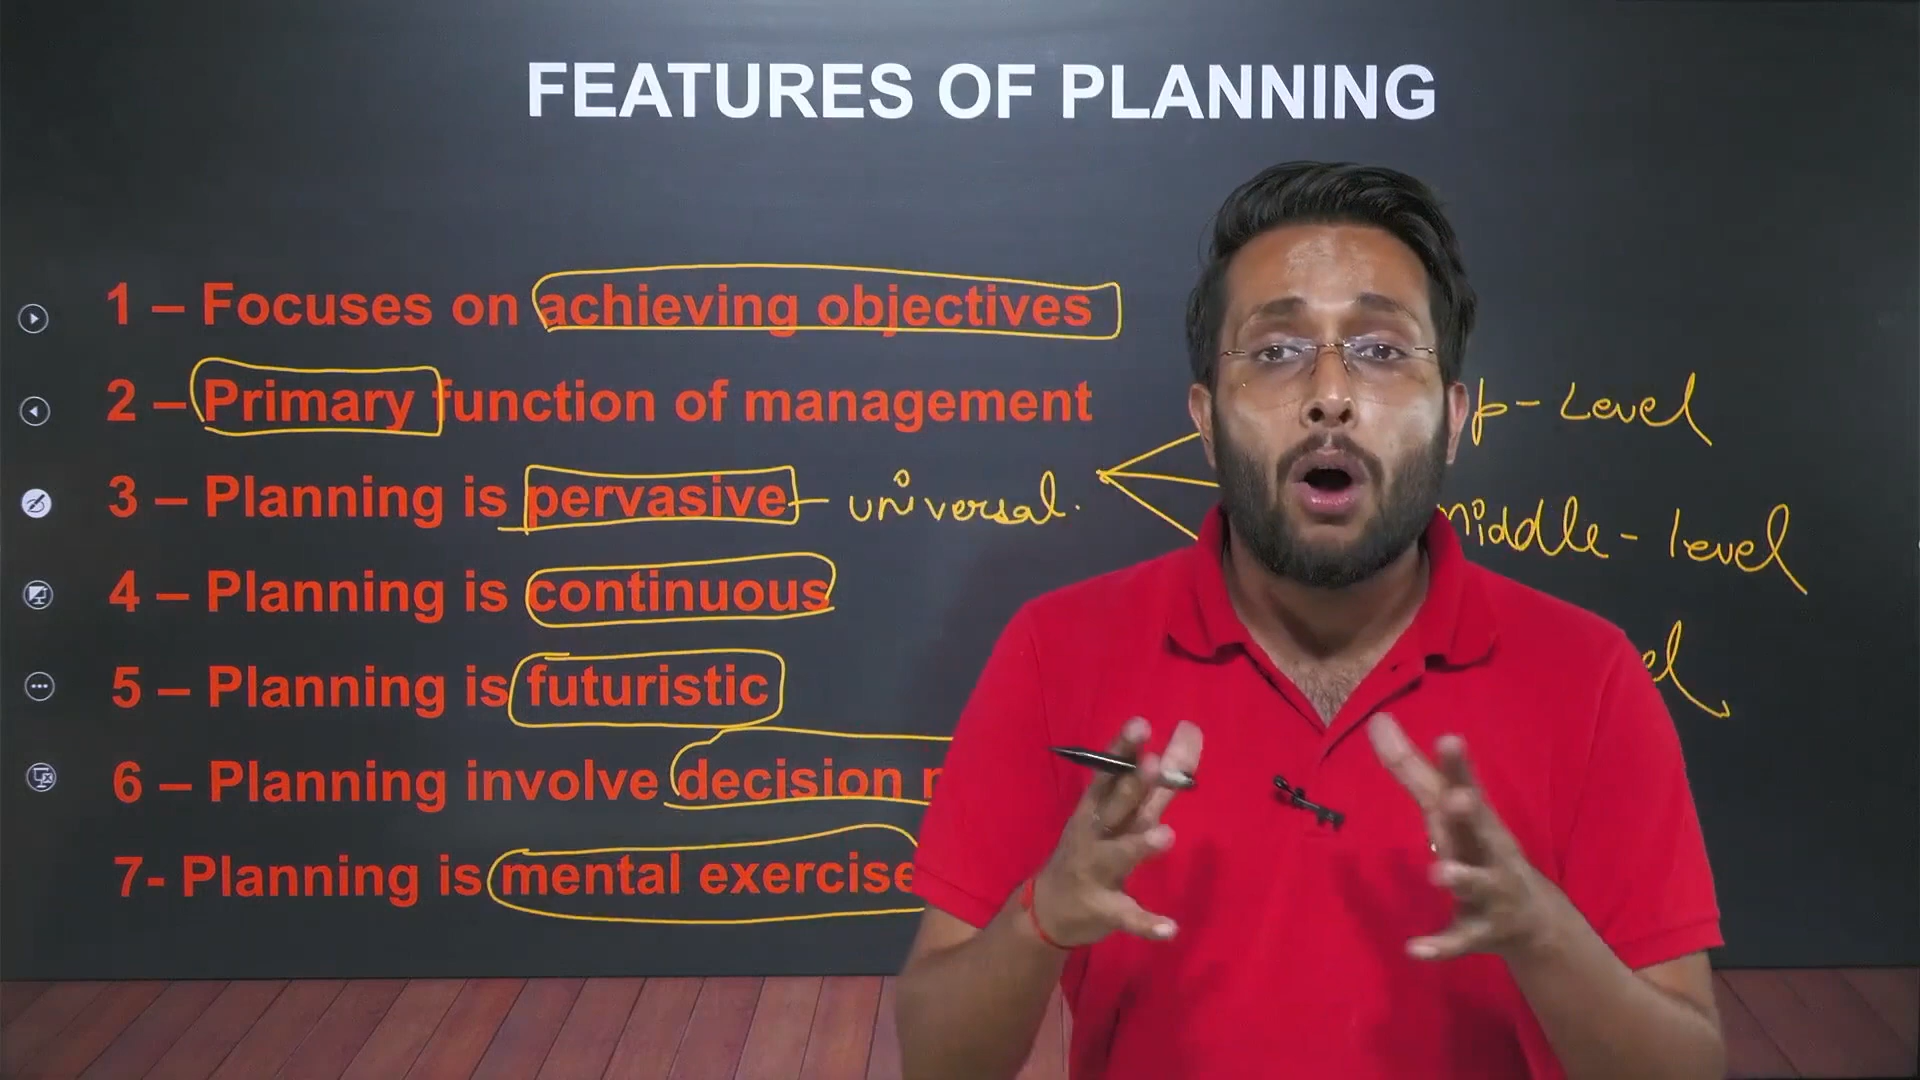 FEATURES OF PLANNING
1 – Focuses on achieving objectives
2 – Primary function of management
p - Level
3 – Planning is pervasive – universal.
middle - level
4 – Planning is continuous
5 – Planning is futuristic
6 – Planning involve decision
7- Planning is mental exercise